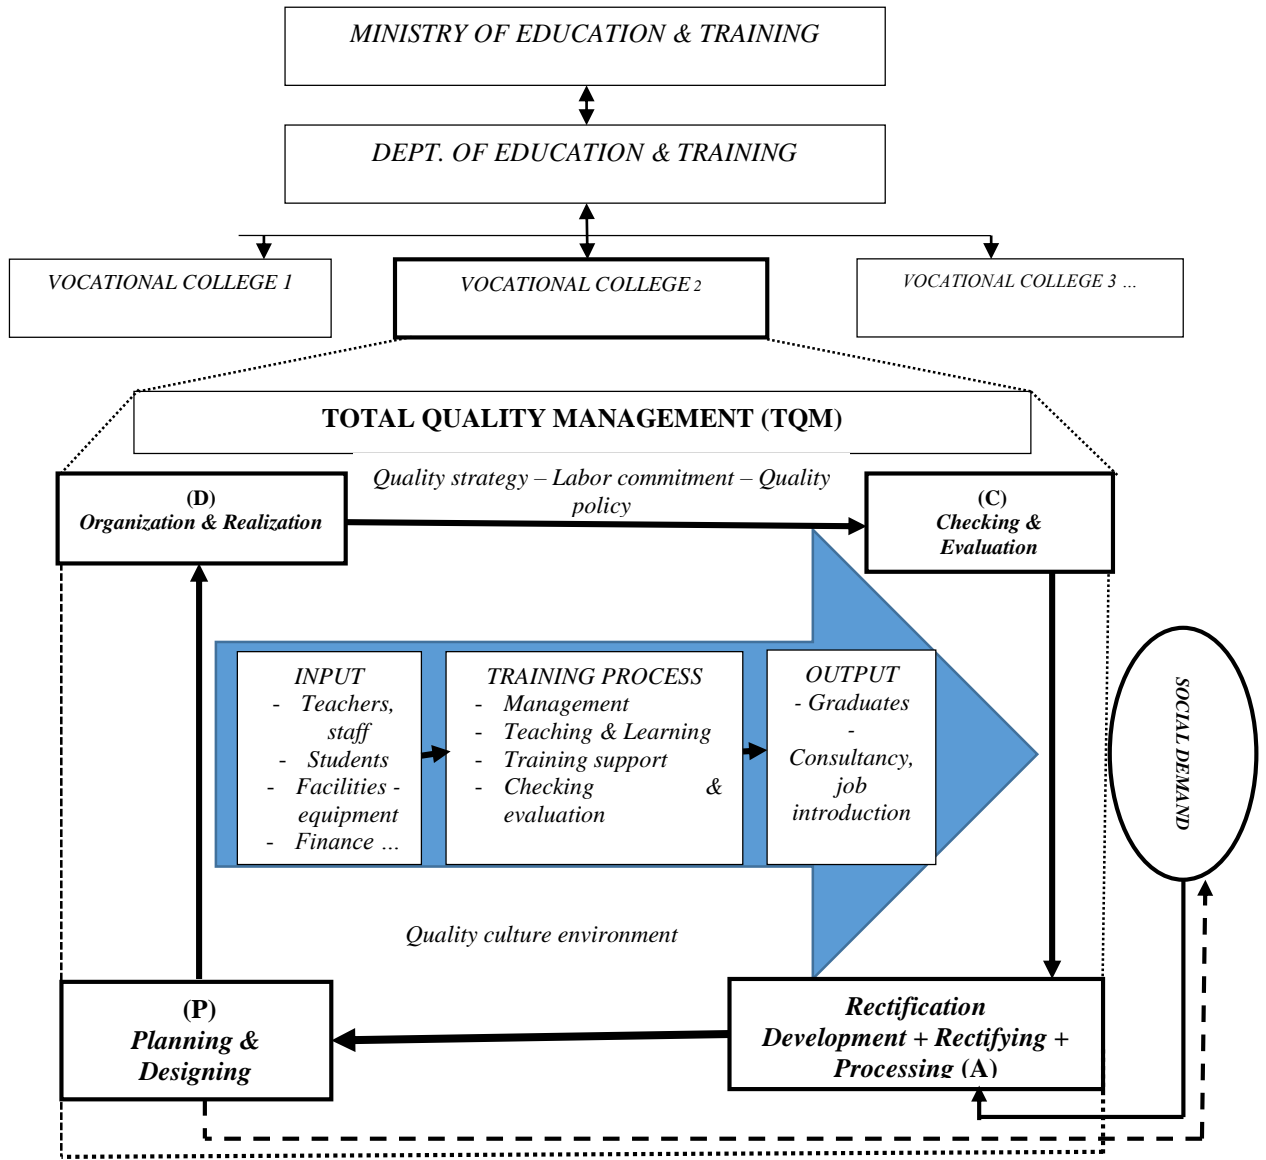 MINISTRY OF EDUCATION & TRAINING
DEPT. OF EDUCATION & TRAINING
VOCATIONAL COLLEGE 1
VOCATIONAL COLLEGE 2
VOCATIONAL COLLEGE 3 ...
TOTAL QUALITY MANAGEMENT (TQM)
Quality strategy – Labor commitment – Quality
policy
(D)
Organization & Realization
(C)
Checking &
Evaluation
INPUT
- Teachers,
staff
- Students
- Facilities -
equipment
- Finance ...
TRAINING PROCESS
- Management
- Teaching & Learning
- Training support
- Checking &
evaluation
OUTPUT
- Graduates
-
Consultancy,
job
introduction
SOCIAL DEMAND
Quality culture environment
(P)
Planning &
Designing
Rectification
Development + Rectifying +
Processing (A)